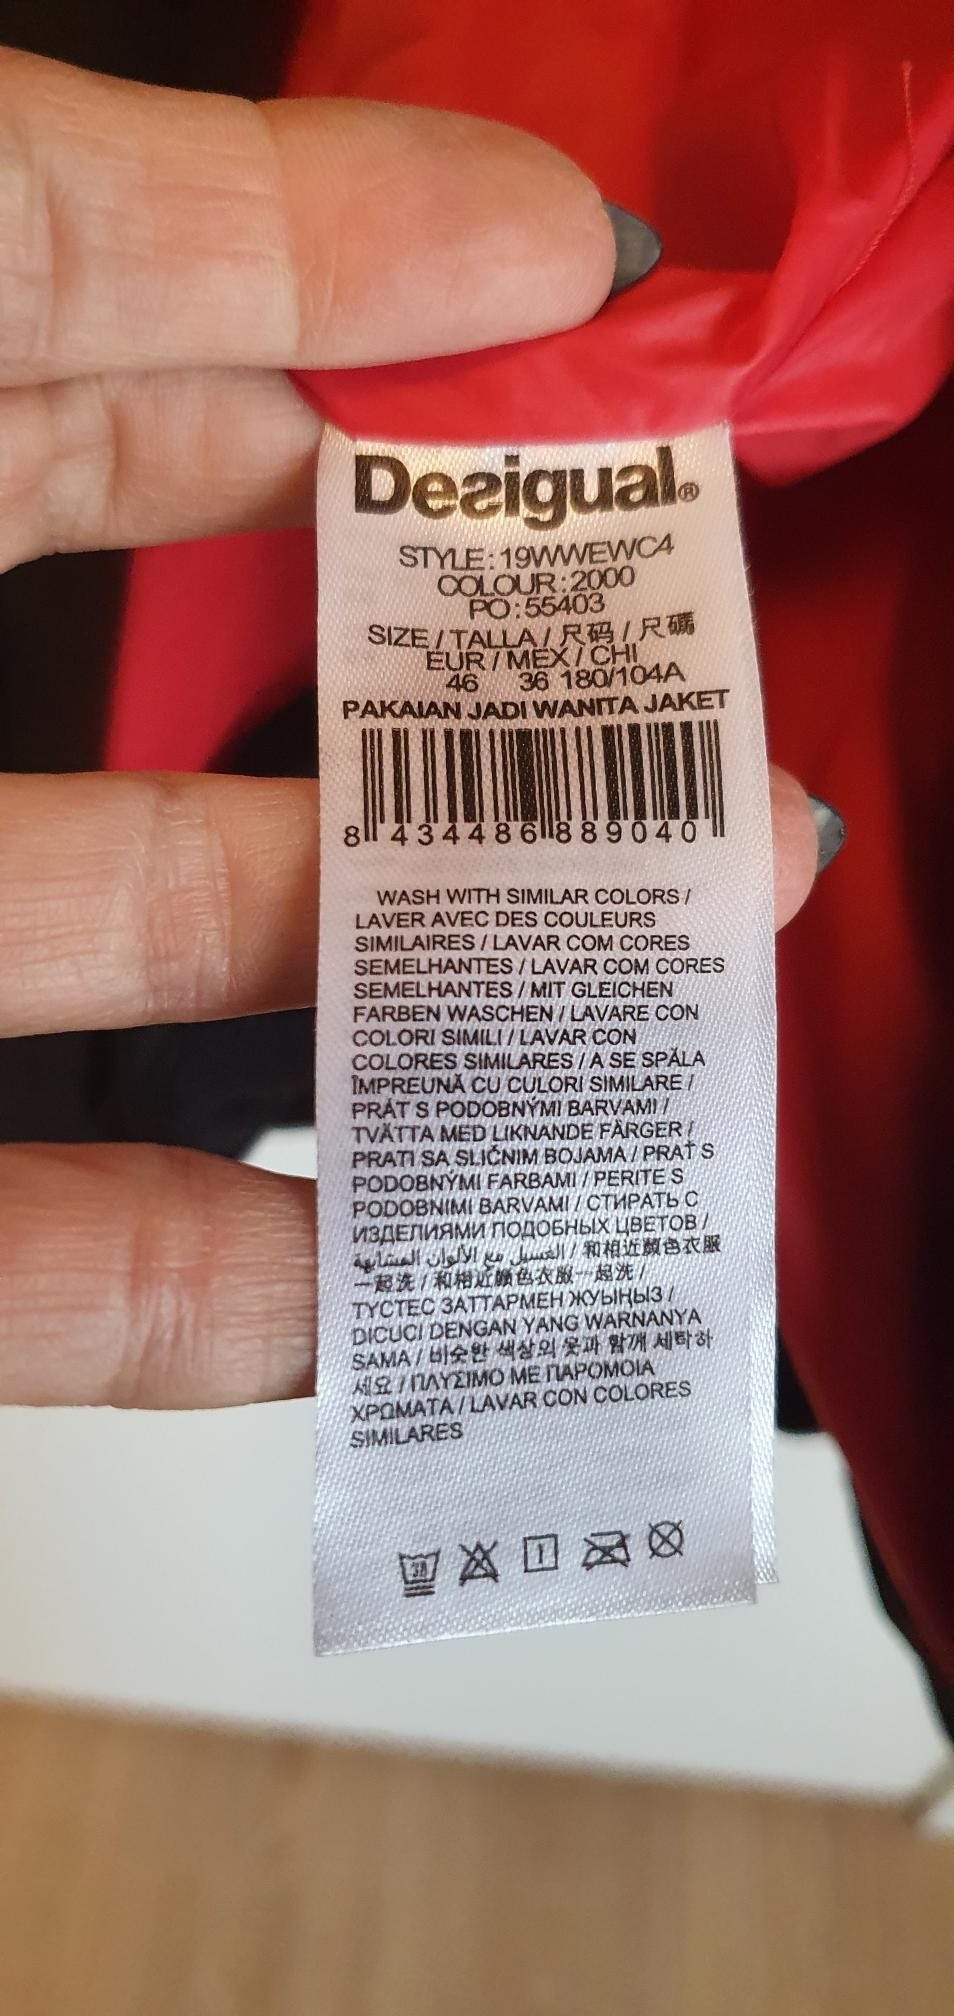 Desigual®
STYLE:19WWEWC4
COLOUR:2000
PO:55403
SIZE/TALLA/尺码/尺碼
EUR/MEX/CHI
46 36 180/104A
PAKAIAN JADI WANITA JAKET
8 434486 889040
WASH WITH SIMILAR COLORS/
LAVER AVEC DES COULEURS
SIMILAIRES/LAVAR COM CORES
SEMELHANTES/LAVAR COM CORES
SEMELHANTES/MIT GLEICHEN
FARBEN WASCHEN/LAVARE CON
COLORI SIMILI/LAVAR CON
COLORES SIMILARES/A SE SPĂLA
ÎMPREUNĂ CU CULORI SIMILARE/
PRÁT S PODOBNÝMI BARVAMI/
TVÄTTA MED LIKNANDE FÄRGER/
PRATI SA SLIČNIM BOJAMA/PRAŤ S
PODOBNÝMI FARBAMI/PERITE S
PODOBNIMI BARVAMI/СТИРАТЬ С
ИЗДЕЛИЯМИ ПОДОБНЫХ ЦВЕТОВ/
الغسيل مع الألوان المشابهة/和相近颜色衣服
一起洗/和相近顏色衣服一起洗/
ТҮСТЕС ЗАТТАРМЕН ЖУЫҢЫЗ/
DICUCI DENGAN YANG WARNANYA
SAMA/비슷한 색상의 옷과 함께 세탁하
세요/ΠΛΥΣΙΜΟ ΜΕ ΠΑΡΟΜΟΙΑ
ΧΡΩΜΑΤΑ/LAVAR CON COLORES
SIMILARES
30